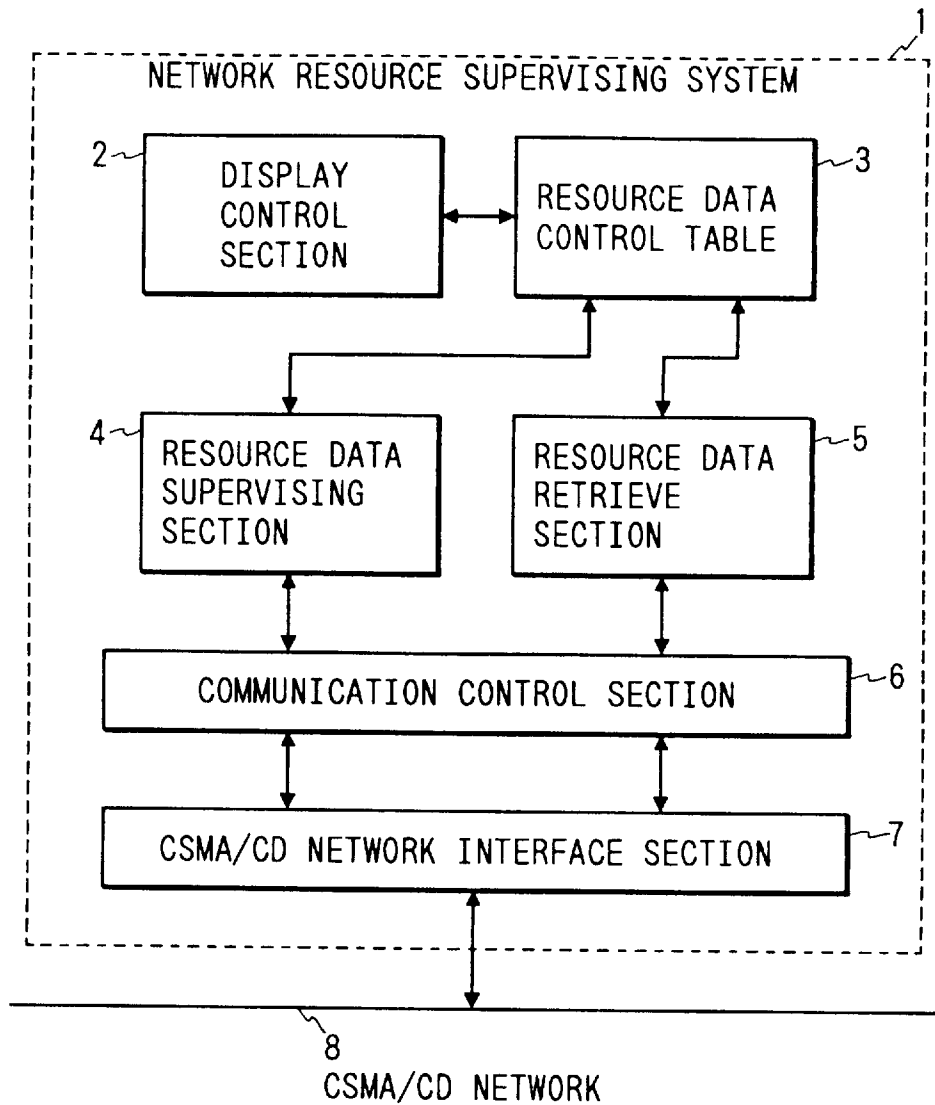 1
NETWORK RESOURCE SUPERVISING SYSTEM
2
DISPLAY
CONTROL
SECTION
3
RESOURCE DATA
CONTROL TABLE
4
RESOURCE DATA
SUPERVISING
SECTION
5
RESOURCE DATA
RETRIEVE
SECTION
COMMUNICATION CONTROL SECTION
6
CSMA/CD NETWORK INTERFACE SECTION
7
8
CSMA/CD NETWORK